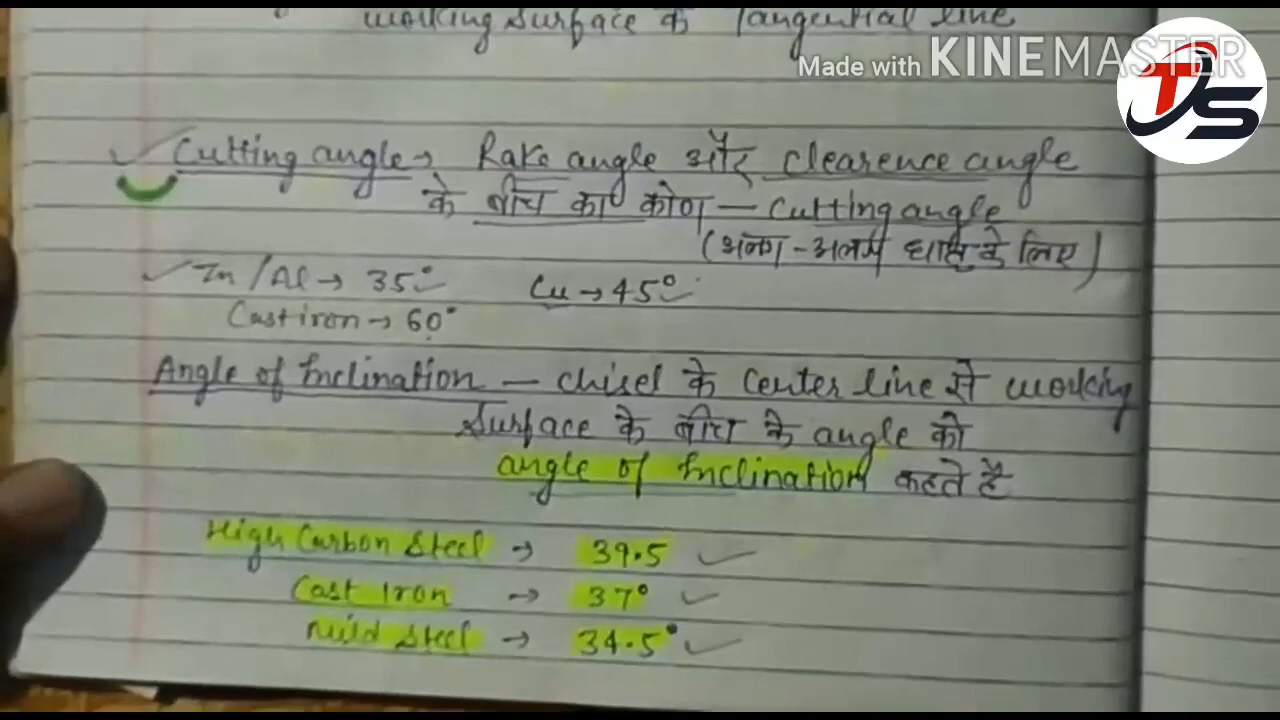 working surface के Tangential line
Made with KINEMASTER
TJS
Cutting angle → Rake angle और clearence angle
के बीच का कोण — Cutting angle
(अलग - अलग धातु के लिए)
Zn / Al → 35° Cu → 45°
Cast iron → 60°
Angle of Inclination — chisel के center line से working
surface के बीच के angle को
angle of Inclination कहते है
High Carbon Steel → 39.5
Cast Iron → 37°
Mild Steel → 34.5°